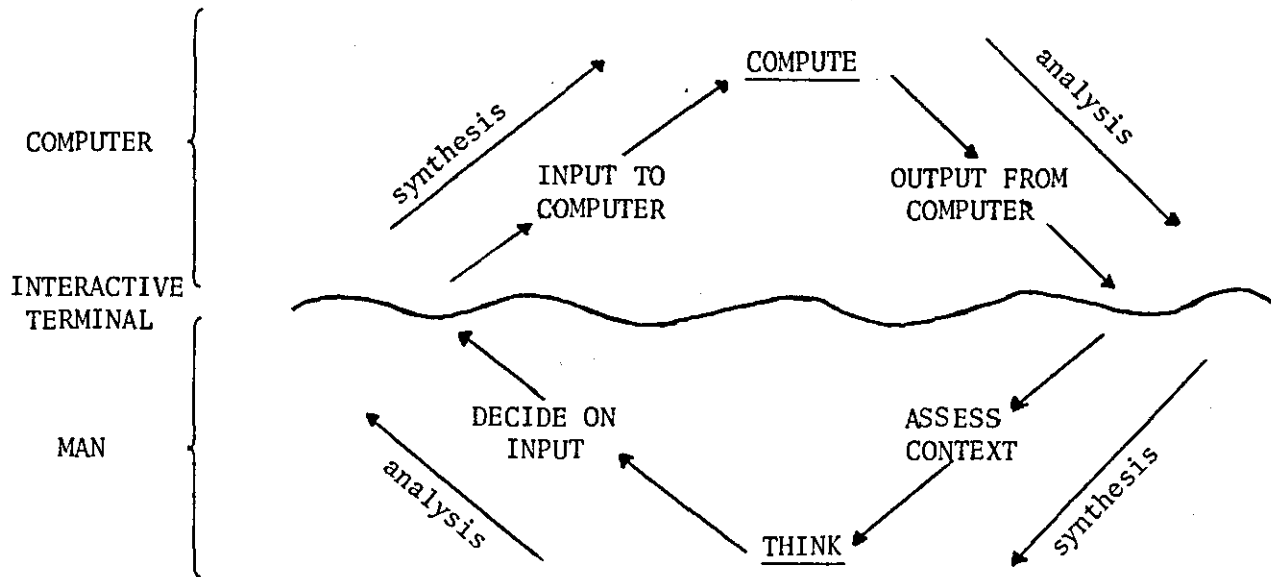 COMPUTE
analysis
synthesis
COMPUTER
INPUT TO
COMPUTER
OUTPUT FROM
COMPUTER
INTERACTIVE
TERMINAL
DECIDE ON
INPUT
ASSESS
CONTEXT
MAN
analysis
synthesis
THINK